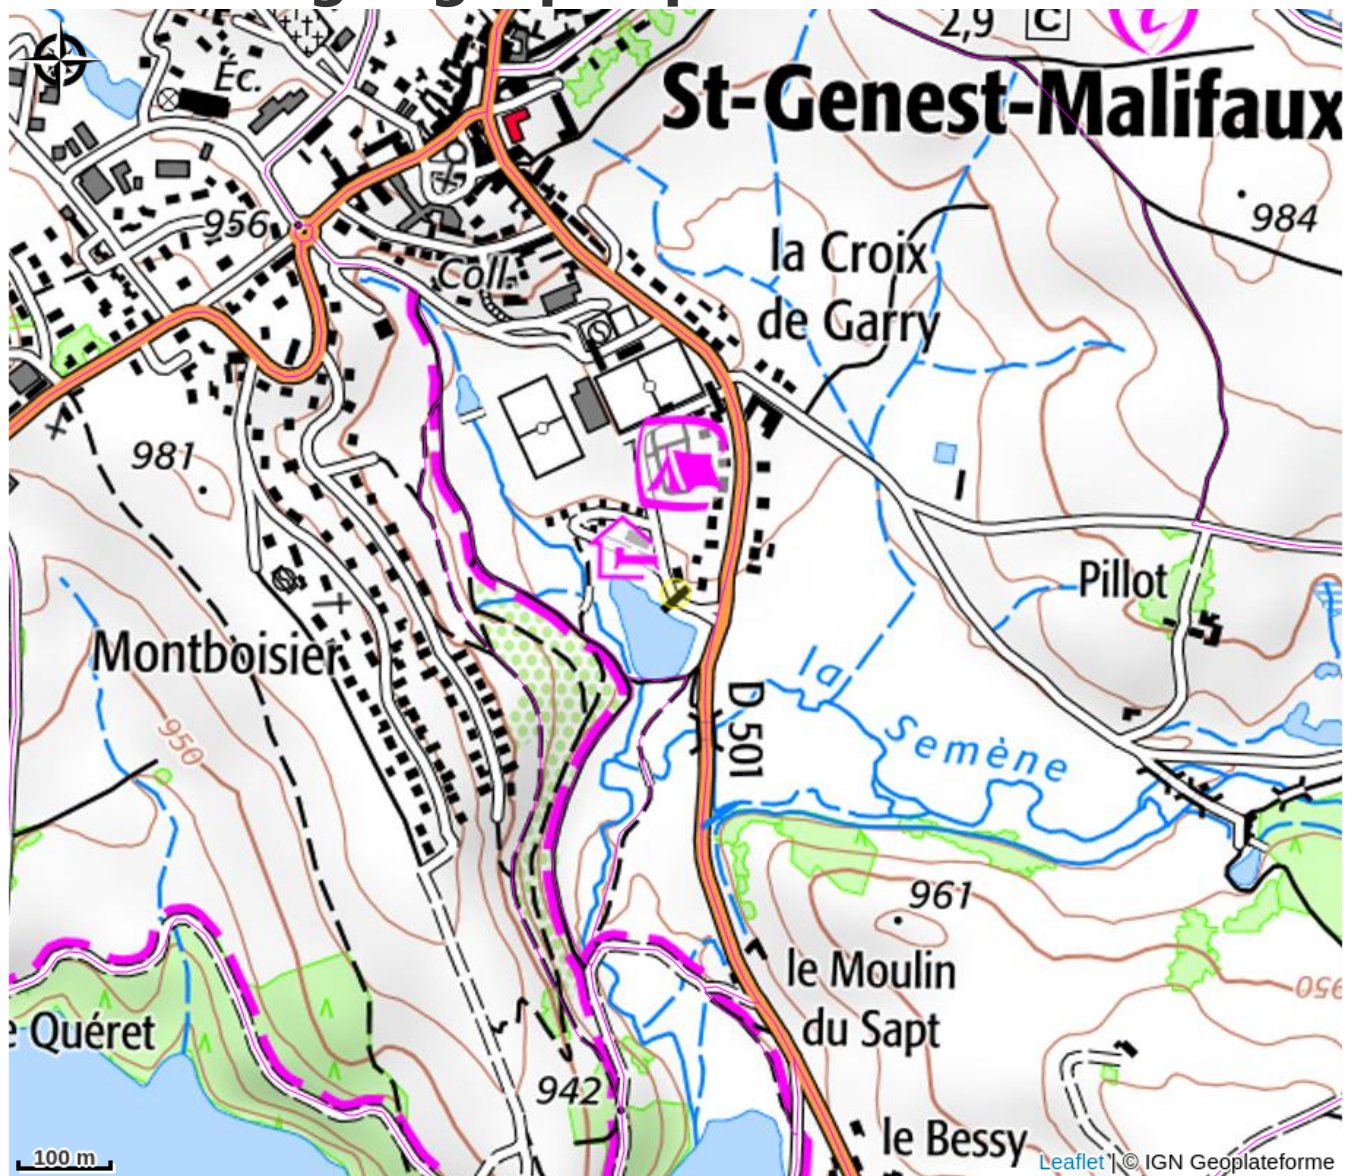 2,9 C
Éc.
St-Genest-Malifaux
956
984
la Croix
de Garry
Coll.
981
Pillot
Montboisier
la
Semène
D 501
950
961
le Moulin
du Sapt
950
Quéret
942
le Bessy
100 m
Leaflet | © IGN Geoplateforme